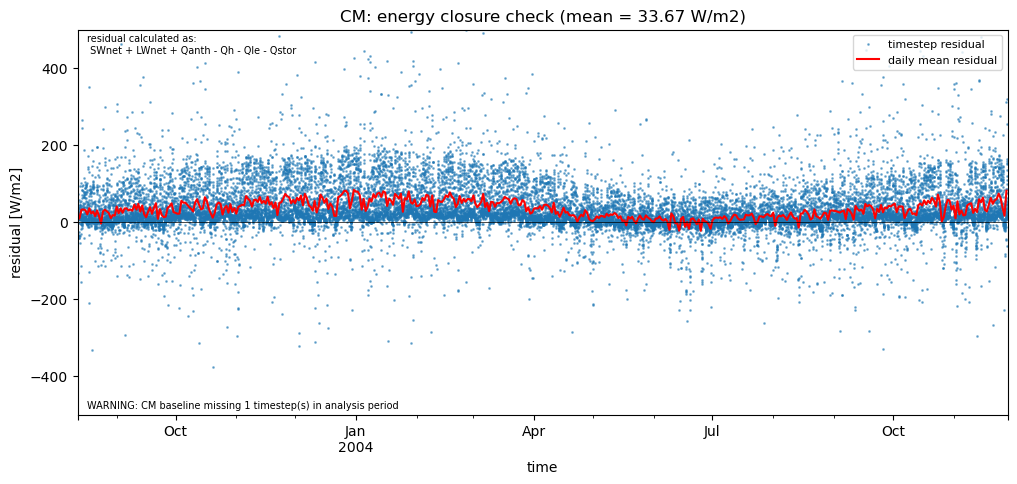 CM: energy closure check (mean = 33.67 W/m2)
residual calculated as:
SWnet + LWnet + Qanth - Qh - Qle - Qstor
timestep residual
daily mean residual
400
200
0
−200
−400
residual [W/m2]
WARNING: CM baseline missing 1 timestep(s) in analysis period
Oct
Jan
2004
Apr
Jul
Oct
time